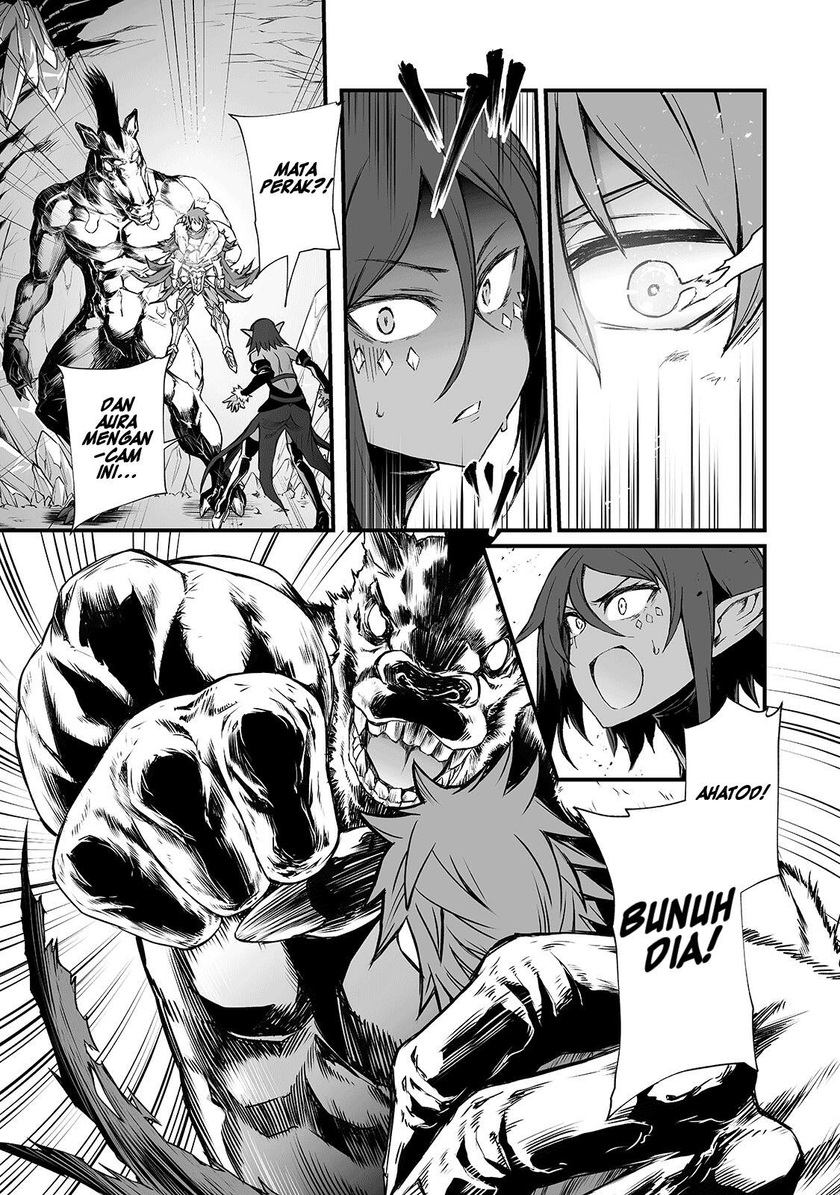 MATA
PERAK?!
DAN
AURA
MENGAN
-CAM
INI...
AHATOD!
BUNUH
DIA!